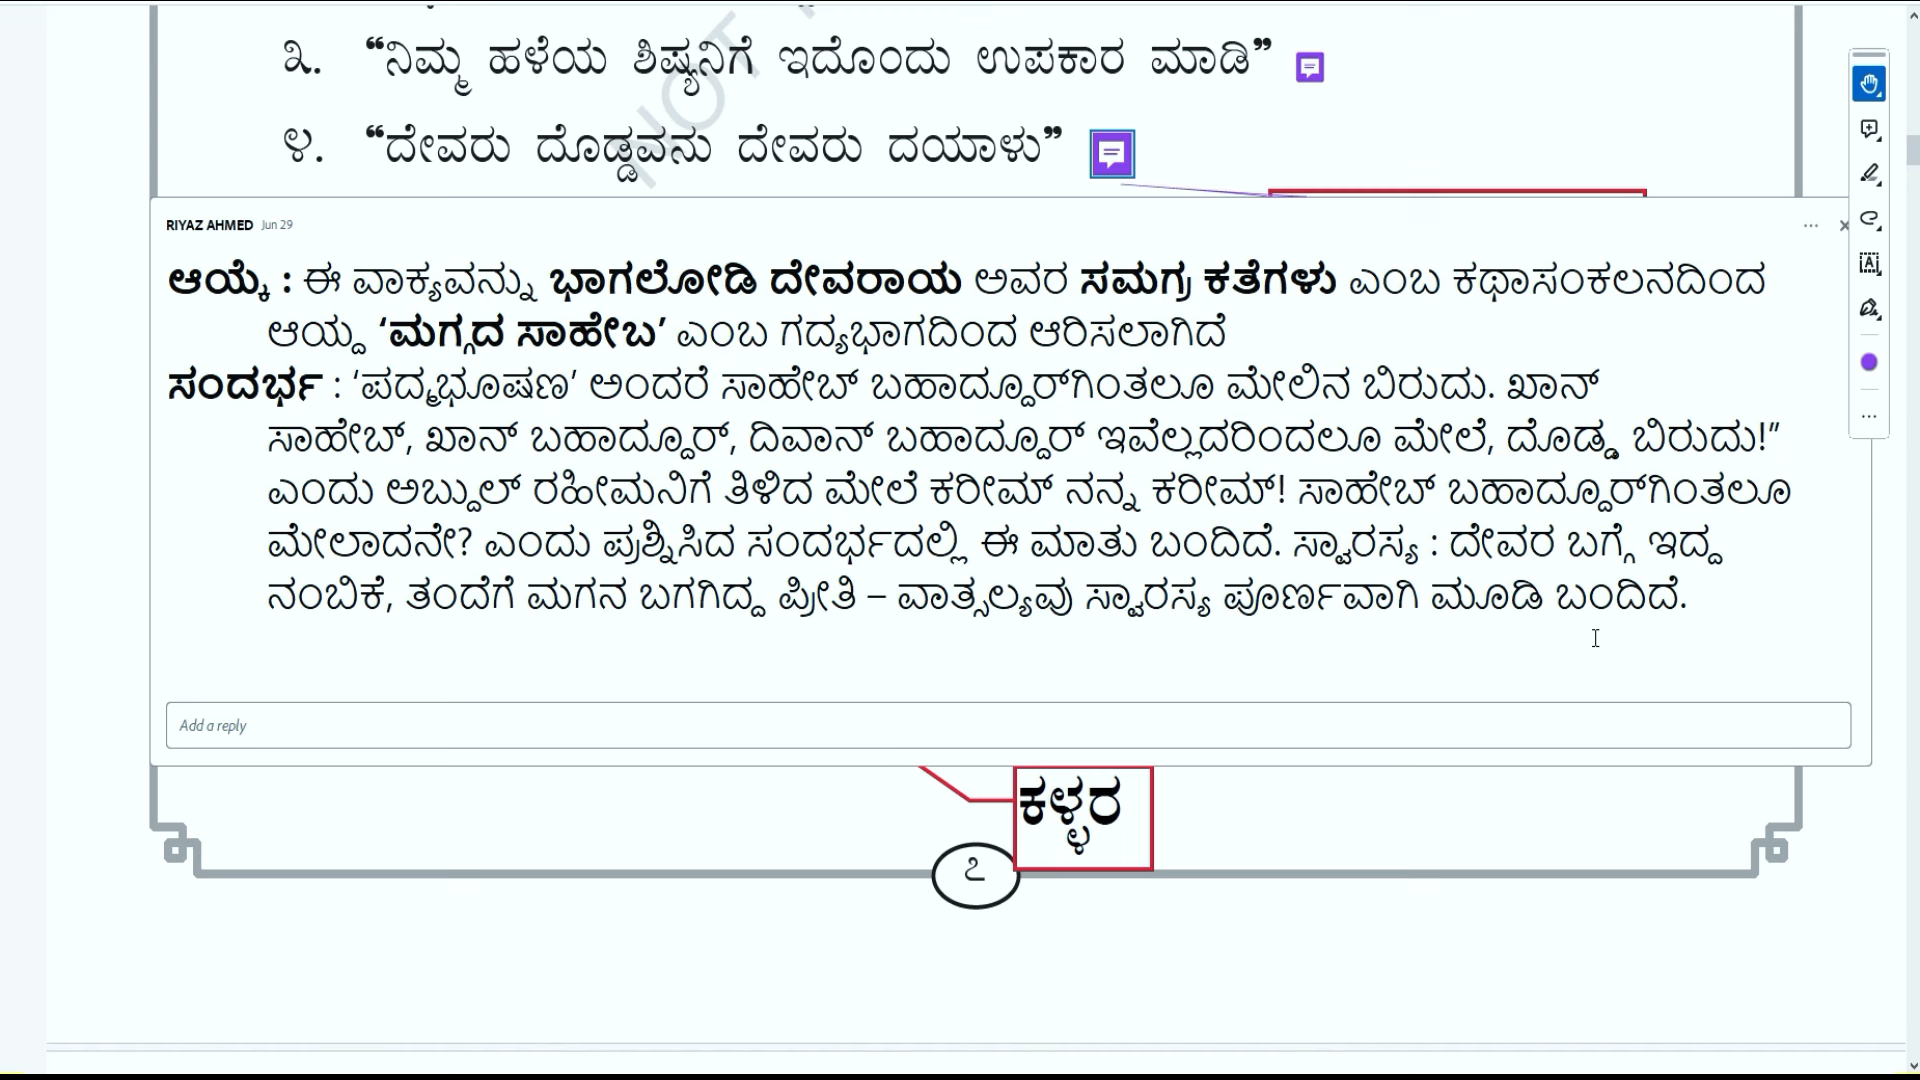 ೩. “ನಿಮ್ಮ ಹಳೆಯ ಶಿಷ್ಯನಿಗೆ ಇದೊಂದು ಉಪಕಾರ ಮಾಡಿ”
NOT
೪. “ದೇವರು ದೊಡ್ಡವನು ದೇವರು ದಯಾಳು”
RIYAZ AHMED Jun 29
ಆಯ್ಕೆ : ಈ ವಾಕ್ಯವನ್ನು ಭಾಗಲೋಡಿ ದೇವರಾಯ ಅವರ ಸಮಗ್ರ ಕತೆಗಳು ಎಂಬ ಕಥಾಸಂಕಲನದಿಂದ
ಆಯ್ದ ‘ಮಗ್ಗದ ಸಾಹೇಬ’ ಎಂಬ ಗದ್ಯಭಾಗದಿಂದ ಆರಿಸಲಾಗಿದೆ
ಸಂದರ್ಭ : ‘ಪದ್ಮಭೂಷಣ’ ಅಂದರೆ ಸಾಹೇಬ್ ಬಹಾದ್ದೂರ್‌ಗಿಂತಲೂ ಮೇಲಿನ ಬಿರುದು. ಖಾನ್
ಸಾಹೇಬ್, ಖಾನ್ ಬಹಾದ್ದೂರ್, ದಿವಾನ್ ಬಹಾದ್ದೂರ್ ಇವೆಲ್ಲದರಿಂದಲೂ ಮೇಲೆ, ದೊಡ್ಡ ಬಿರುದು!”
ಎಂದು ಅಬ್ದುಲ್ ರಹೀಮನಿಗೆ ತಿಳಿದ ಮೇಲೆ ಕರೀಮ್ ನನ್ನ ಕರೀಮ್! ಸಾಹೇಬ್ ಬಹಾದ್ದೂರ್‌ಗಿಂತಲೂ
ಮೇಲಾದನೇ? ಎಂದು ಪ್ರಶ್ನಿಸಿದ ಸಂದರ್ಭದಲ್ಲಿ ಈ ಮಾತು ಬಂದಿದೆ. ಸ್ವಾರಸ್ಯ : ದೇವರ ಬಗ್ಗೆ ಇದ್ದ
ನಂಬಿಕೆ, ತಂದೆಗೆ ಮಗನ ಬಗಗಿದ್ದ ಪ್ರೀತಿ – ವಾತ್ಸಲ್ಯವು ಸ್ವಾರಸ್ಯ ಪೂರ್ಣವಾಗಿ ಮೂಡಿ ಬಂದಿದೆ.
Add a reply
ಕಳ್ಳರ
೭